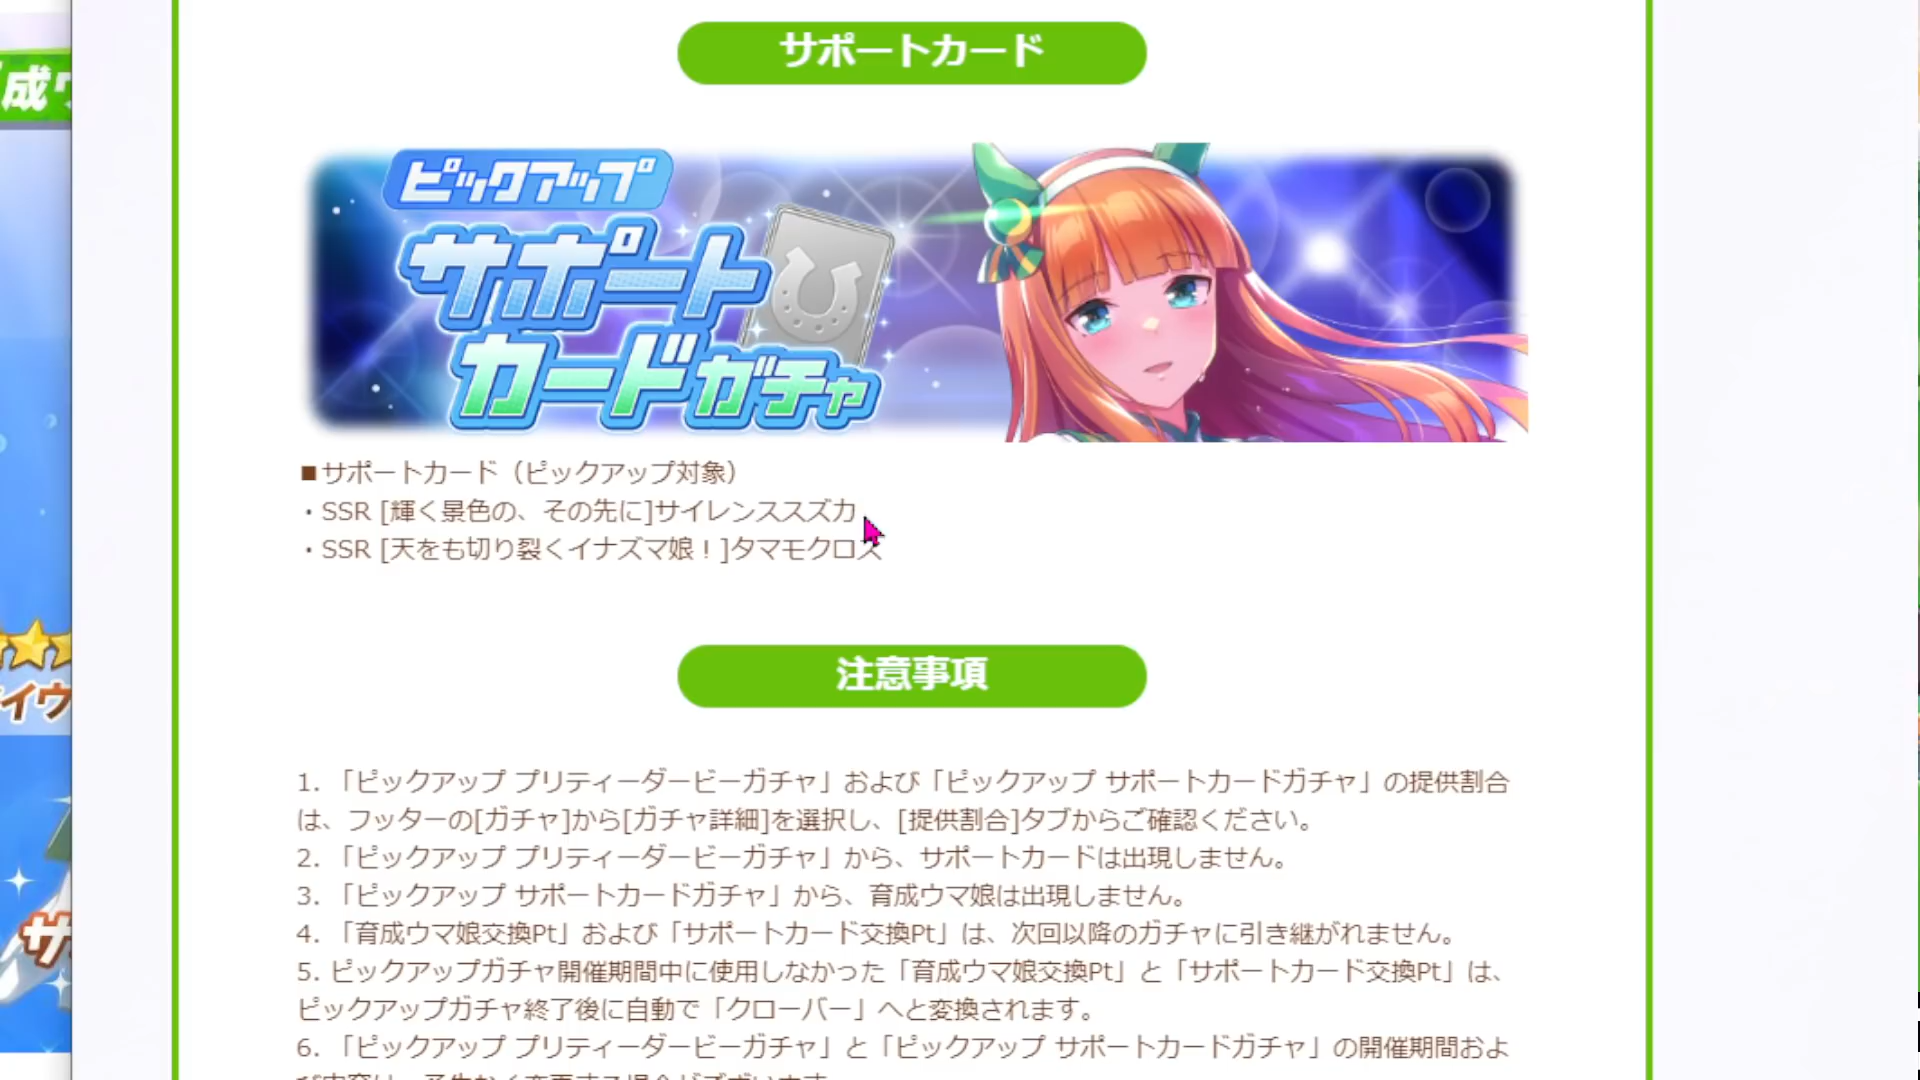 サポートカード
ピックアップ
サポート
カードガチャ
■サポートカード（ピックアップ対象）
・SSR [輝く景色の、その先に]サイレンススズカ
・SSR [天をも切り裂くイナズマ娘！]タマモクロス
注意事項
1. 「ピックアップ プリティーダービーガチャ」および「ピックアップ サポートカードガチャ」の提供割合
は、フッターの[ガチャ]から[ガチャ詳細]を選択し、[提供割合]タブからご確認ください。
2. 「ピックアップ プリティーダービーガチャ」から、サポートカードは出現しません。
3. 「ピックアップ サポートカードガチャ」から、育成ウマ娘は出現しません。
4. 「育成ウマ娘交換Pt」および「サポートカード交換Pt」は、次回以降のガチャに引き継がれません。
5. ピックアップガチャ開催期間中に使用しなかった「育成ウマ娘交換Pt」と「サポートカード交換Pt」は、
ピックアップガチャ終了後に自動で「クローバー」へと変換されます。
6. 「ピックアップ プリティーダービーガチャ」と「ピックアップ サポートカードガチャ」の開催期間およ
成
イウ
サ